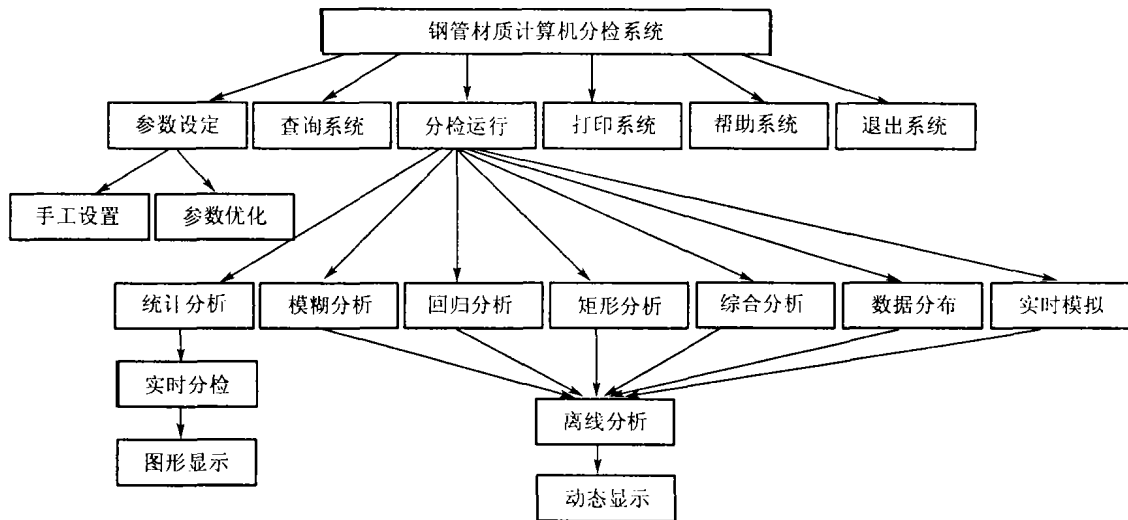 钢管材质计算机分检系统
参数设定
查询系统
分检运行
打印系统
帮助系统
退出系统
手工设置
参数优化
统计分析
模糊分析
回归分析
矩形分析
综合分析
数据分布
实时模拟
实时分检
离线分析
图形显示
动态显示